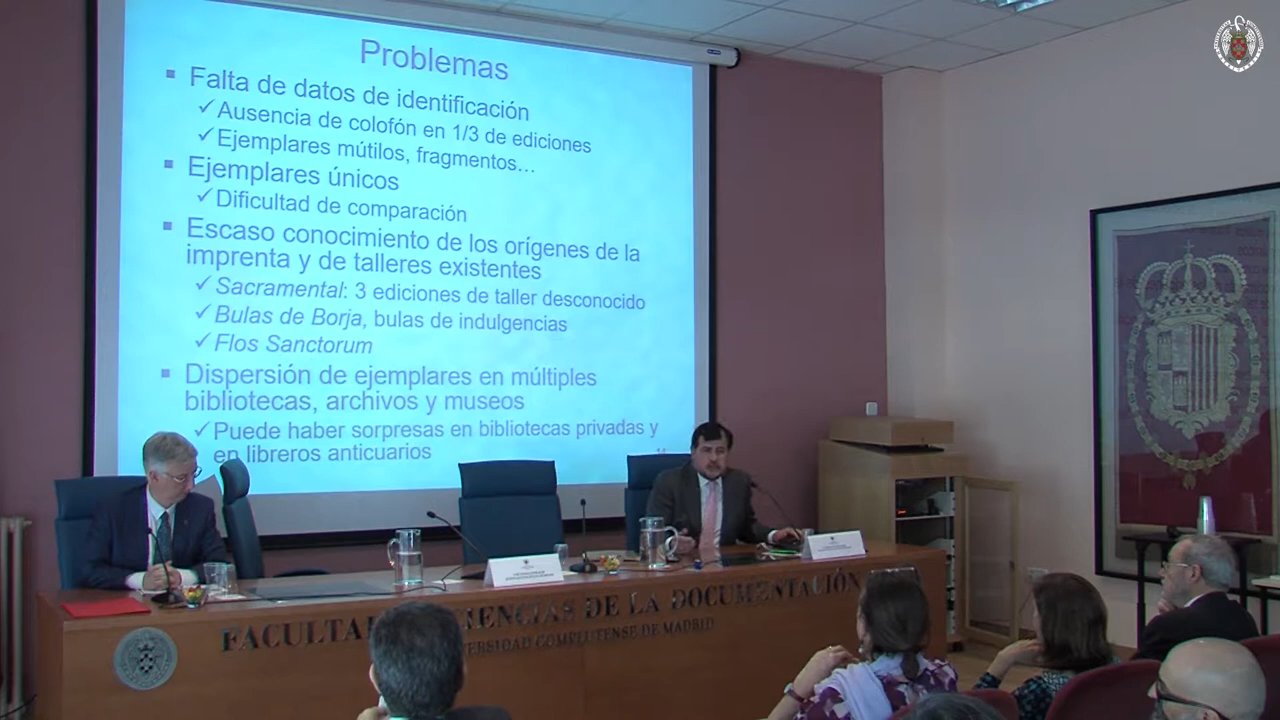 Problemas
▪ Falta de datos de identificación
✓Ausencia de colofón en 1/3 de ediciones
✓Ejemplares mútilos, fragmentos…
▪ Ejemplares únicos
✓Dificultad de comparación
▪ Escaso conocimiento de los orígenes de la
imprenta y de talleres existentes
✓Sacramental: 3 ediciones de taller desconocido
✓Bulas de Borja, bulas de indulgencias
✓Flos Sanctorum
▪ Dispersión de ejemplares en múltiples
bibliotecas, archivos y museos
✓Puede haber sorpresas en bibliotecas privadas y
en libreros anticuarios
FACULTA CIENCIAS DE LA DOCUMENTACIÓN
VERSIDAD COMPLUTENSE DE MADRID